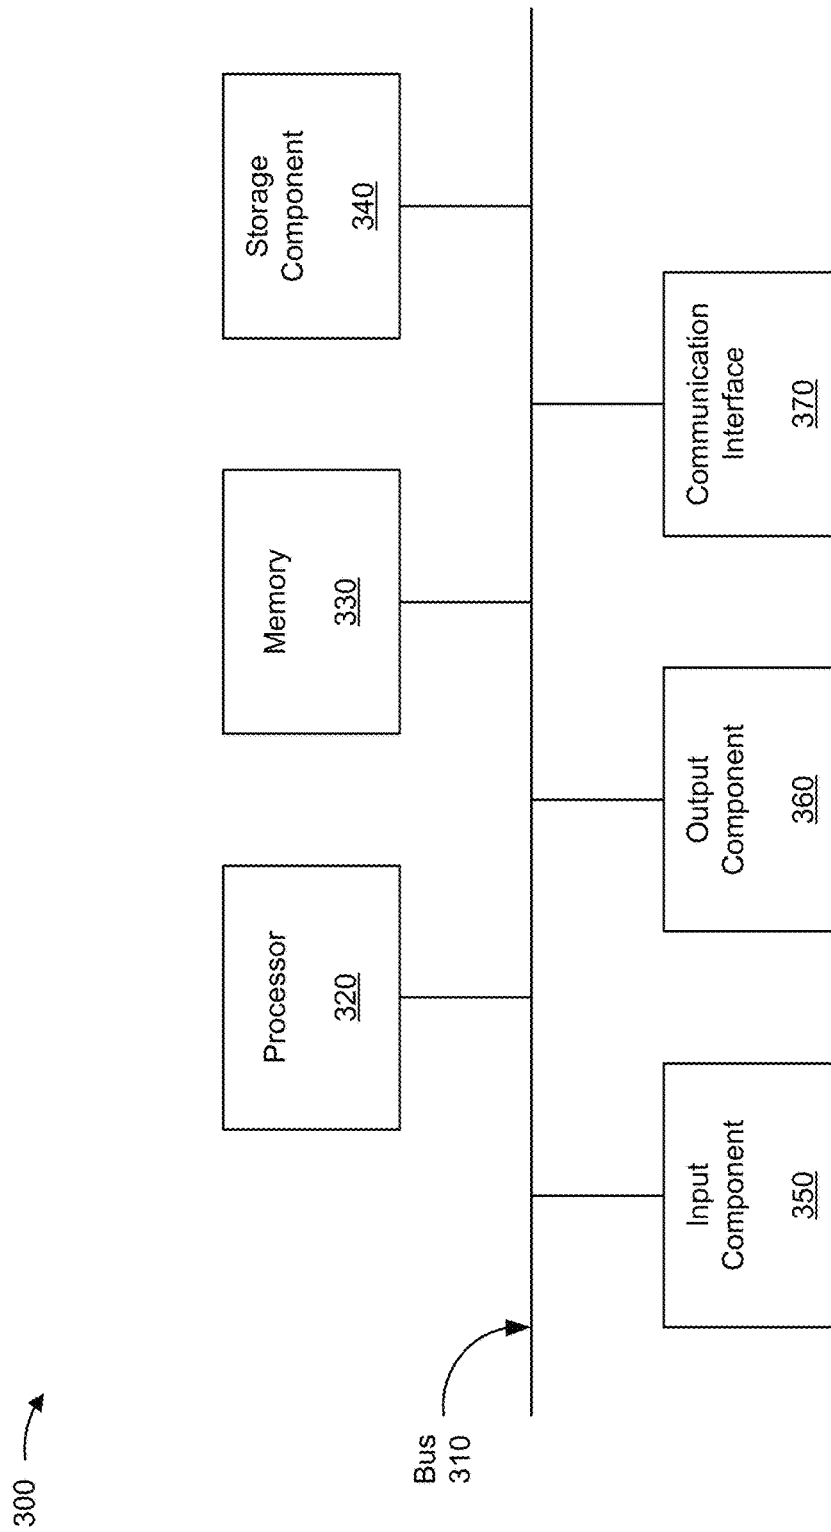 300
Processor
320
Memory
330
Storage
Component
340
Bus
310
Input
Component
350
Output
Component
360
Communication
Interface
370